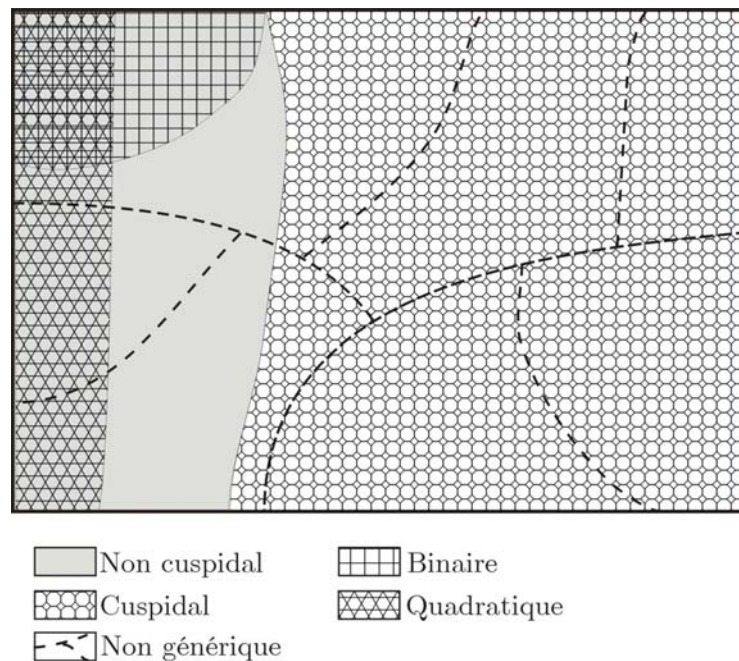 Non cuspidal
Binaire
Cuspidal
Quadratique
Non générique